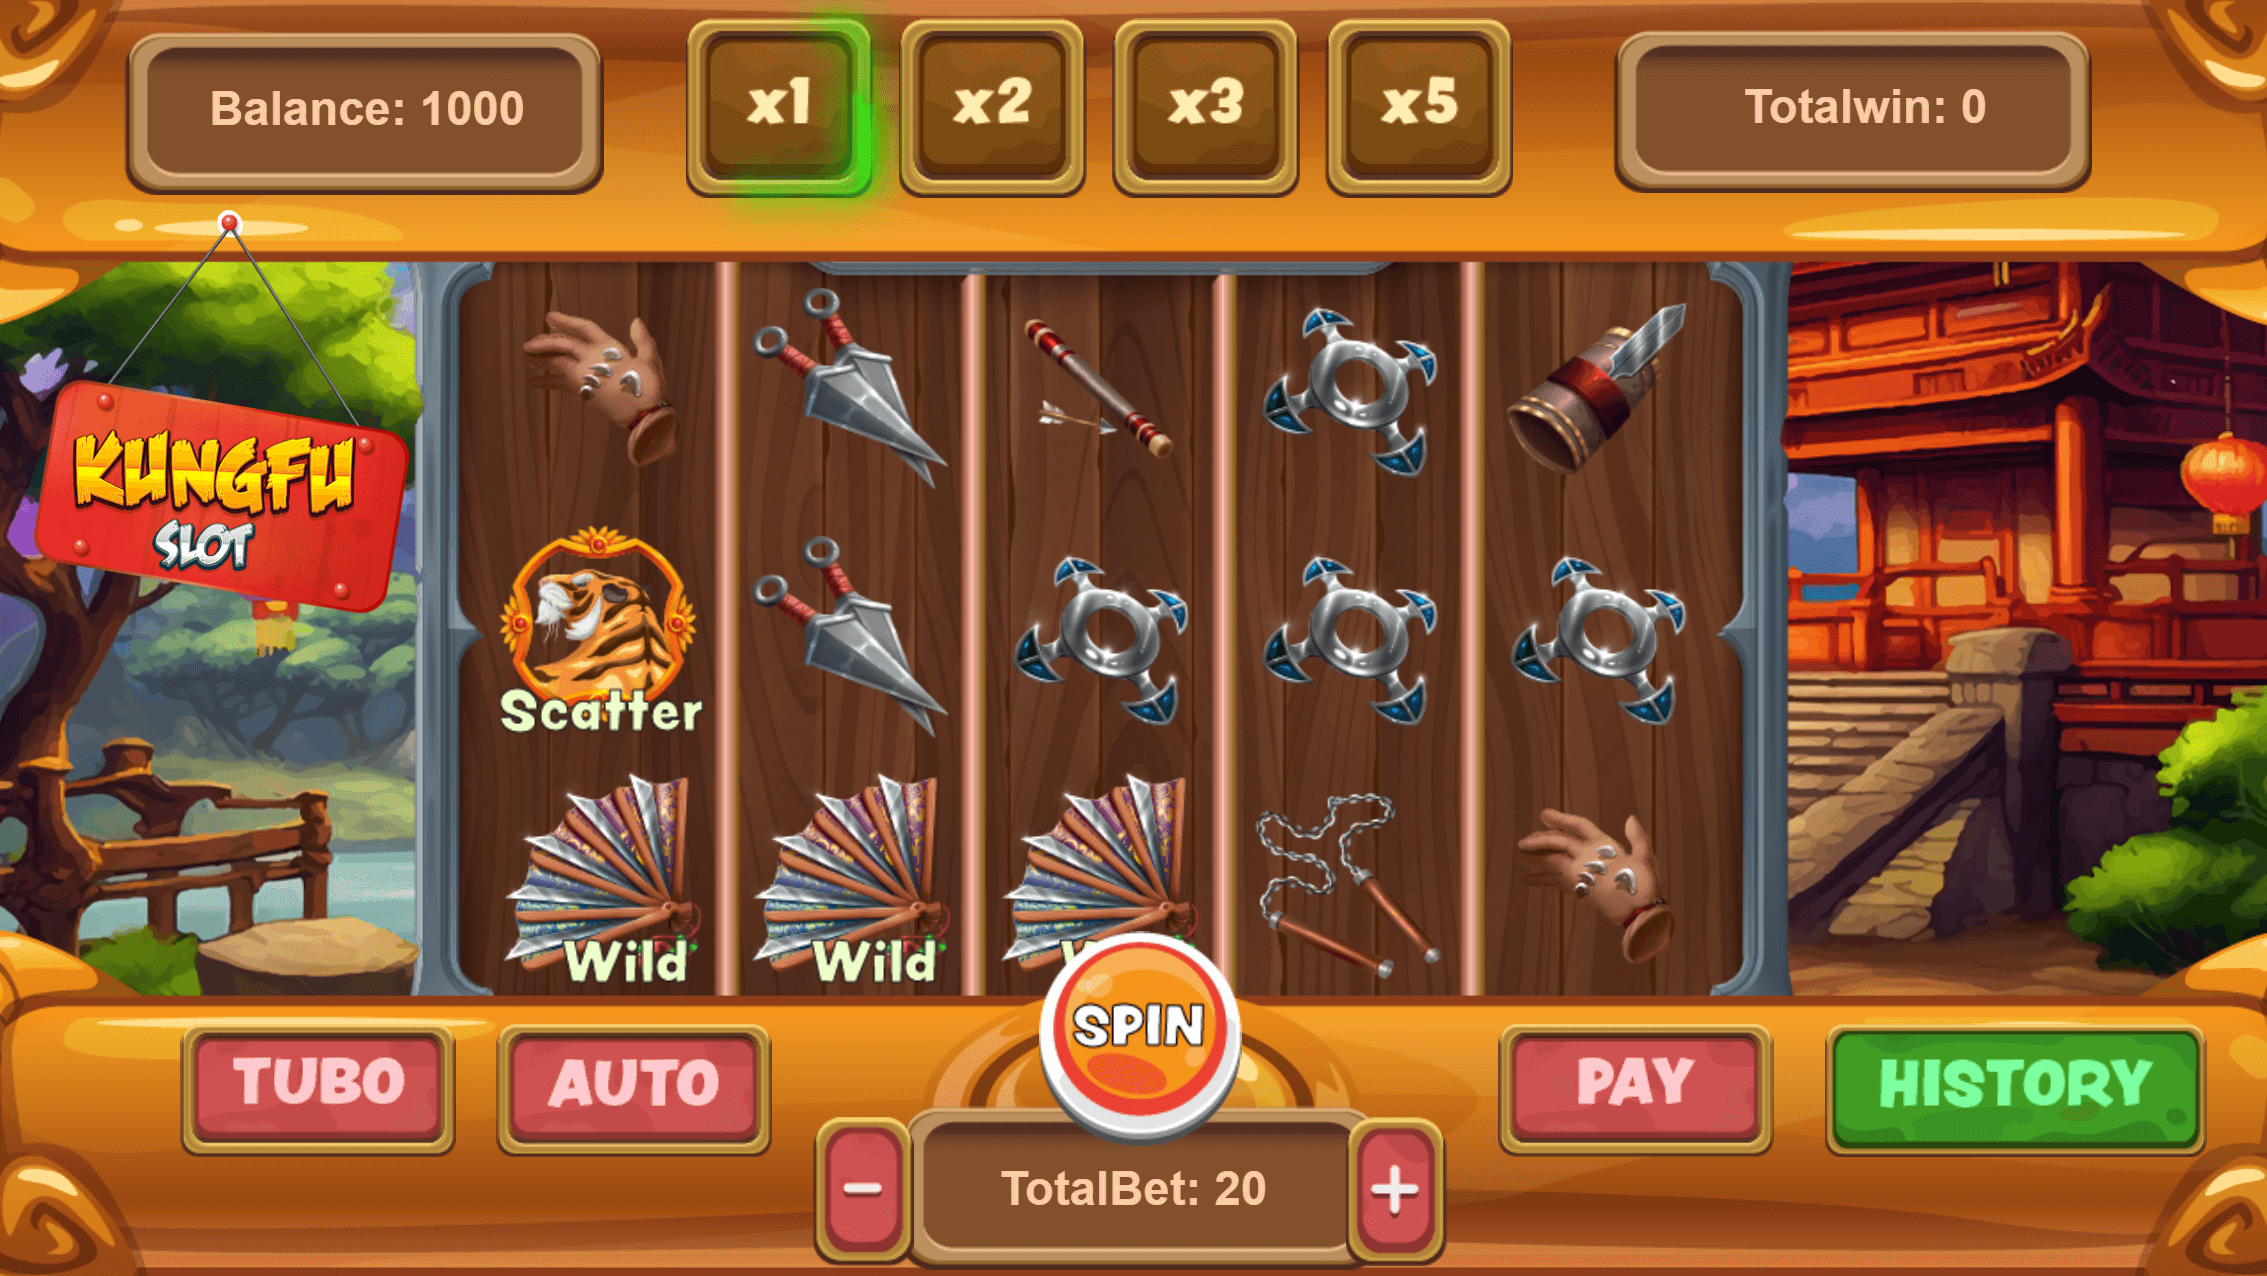 Balance: 1000
x1
x2
x3
x5
Totalwin: 0
KUNGFU
SLOT
Scatter
Wild
Wild
SPIN
TUBO
AUTO
PAY
HISTORY
-
TotalBet: 20
+